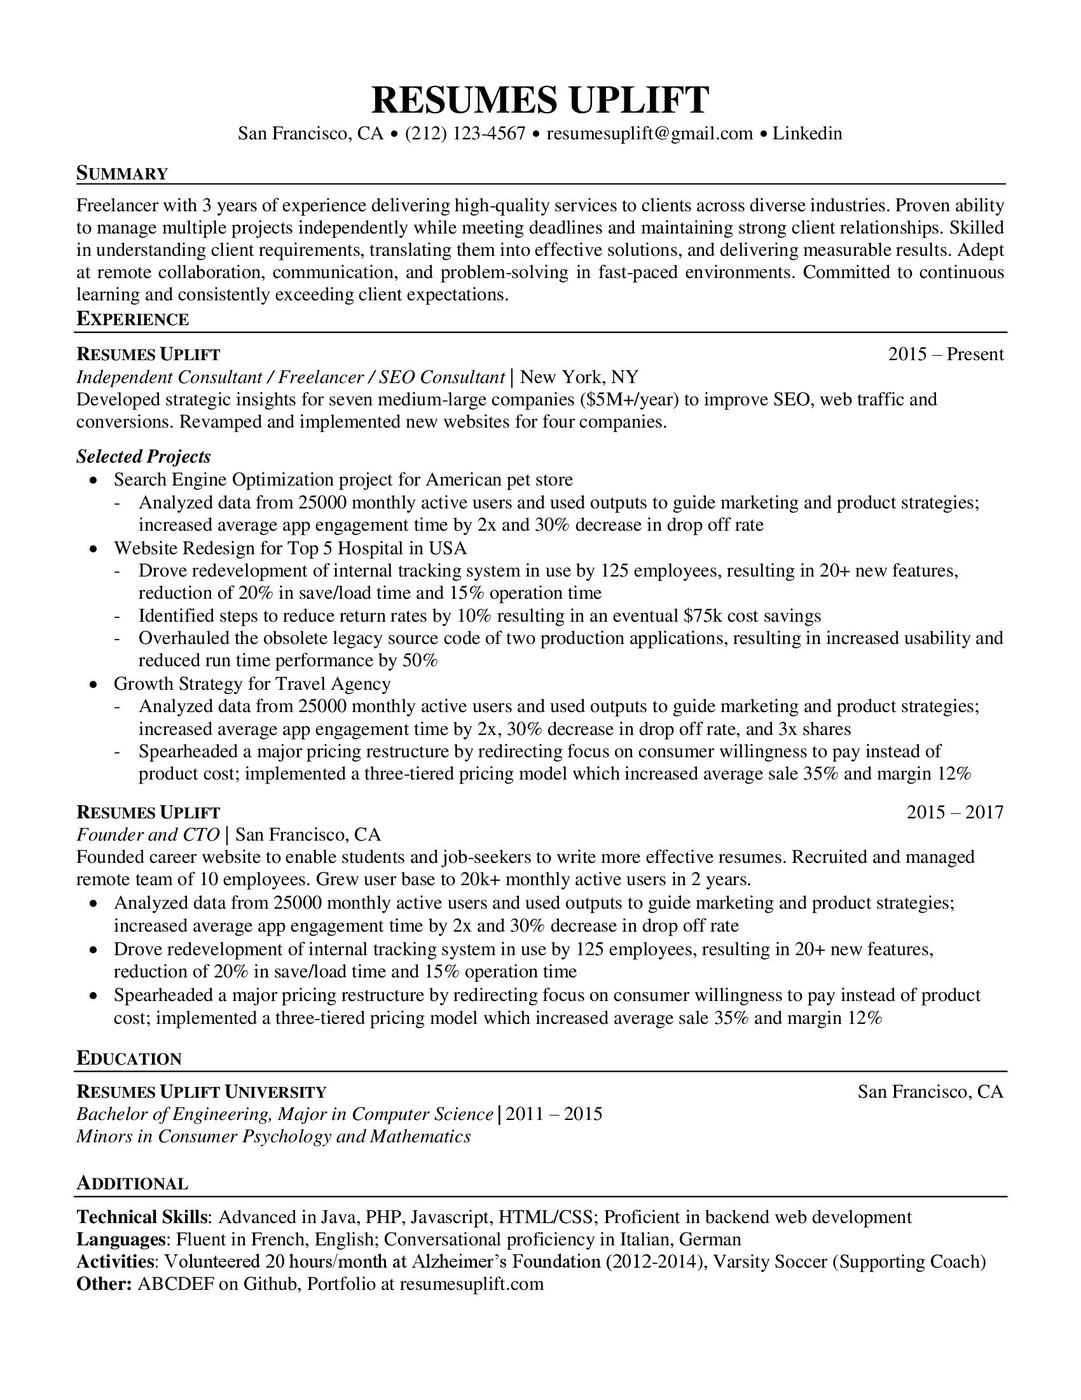 RESUMES UPLIFT
San Francisco, CA • (212) 123-4567 • resumesuplift@gmail.com • Linkedin
SUMMARY
Freelancer with 3 years of experience delivering high-quality services to clients across diverse industries. Proven ability
to manage multiple projects independently while meeting deadlines and maintaining strong client relationships. Skilled
in understanding client requirements, translating them into effective solutions, and delivering measurable results. Adept
at remote collaboration, communication, and problem-solving in fast-paced environments. Committed to continuous
learning and consistently exceeding client expectations.
EXPERIENCE
RESUMES UPLIFT 2015 – Present
Independent Consultant / Freelancer / SEO Consultant | New York, NY
Developed strategic insights for seven medium-large companies ($5M+/year) to improve SEO, web traffic and
conversions. Revamped and implemented new websites for four companies.
Selected Projects
• Search Engine Optimization project for American pet store
- Analyzed data from 25000 monthly active users and used outputs to guide marketing and product strategies;
increased average app engagement time by 2x and 30% decrease in drop off rate
• Website Redesign for Top 5 Hospital in USA
- Drove redevelopment of internal tracking system in use by 125 employees, resulting in 20+ new features,
reduction of 20% in save/load time and 15% operation time
- Identified steps to reduce return rates by 10% resulting in an eventual $75k cost savings
- Overhauled the obsolete legacy source code of two production applications, resulting in increased usability and
reduced run time performance by 50%
• Growth Strategy for Travel Agency
- Analyzed data from 25000 monthly active users and used outputs to guide marketing and product strategies;
increased average app engagement time by 2x, 30% decrease in drop off rate, and 3x shares
- Spearheaded a major pricing restructure by redirecting focus on consumer willingness to pay instead of
product cost; implemented a three-tiered pricing model which increased average sale 35% and margin 12%
RESUMES UPLIFT 2015 – 2017
Founder and CTO | San Francisco, CA
Founded career website to enable students and job-seekers to write more effective resumes. Recruited and managed
remote team of 10 employees. Grew user base to 20k+ monthly active users in 2 years.
• Analyzed data from 25000 monthly active users and used outputs to guide marketing and product strategies;
increased average app engagement time by 2x and 30% decrease in drop off rate
• Drove redevelopment of internal tracking system in use by 125 employees, resulting in 20+ new features,
reduction of 20% in save/load time and 15% operation time
• Spearheaded a major pricing restructure by redirecting focus on consumer willingness to pay instead of product
cost; implemented a three-tiered pricing model which increased average sale 35% and margin 12%
EDUCATION
RESUMES UPLIFT UNIVERSITY San Francisco, CA
Bachelor of Engineering, Major in Computer Science | 2011 – 2015
Minors in Consumer Psychology and Mathematics
ADDITIONAL
Technical Skills: Advanced in Java, PHP, Javascript, HTML/CSS; Proficient in backend web development
Languages: Fluent in French, English; Conversational proficiency in Italian, German
Activities: Volunteered 20 hours/month at Alzheimer's Foundation (2012-2014), Varsity Soccer (Supporting Coach)
Other: ABCDEF on Github, Portfolio at resumesuplift.com